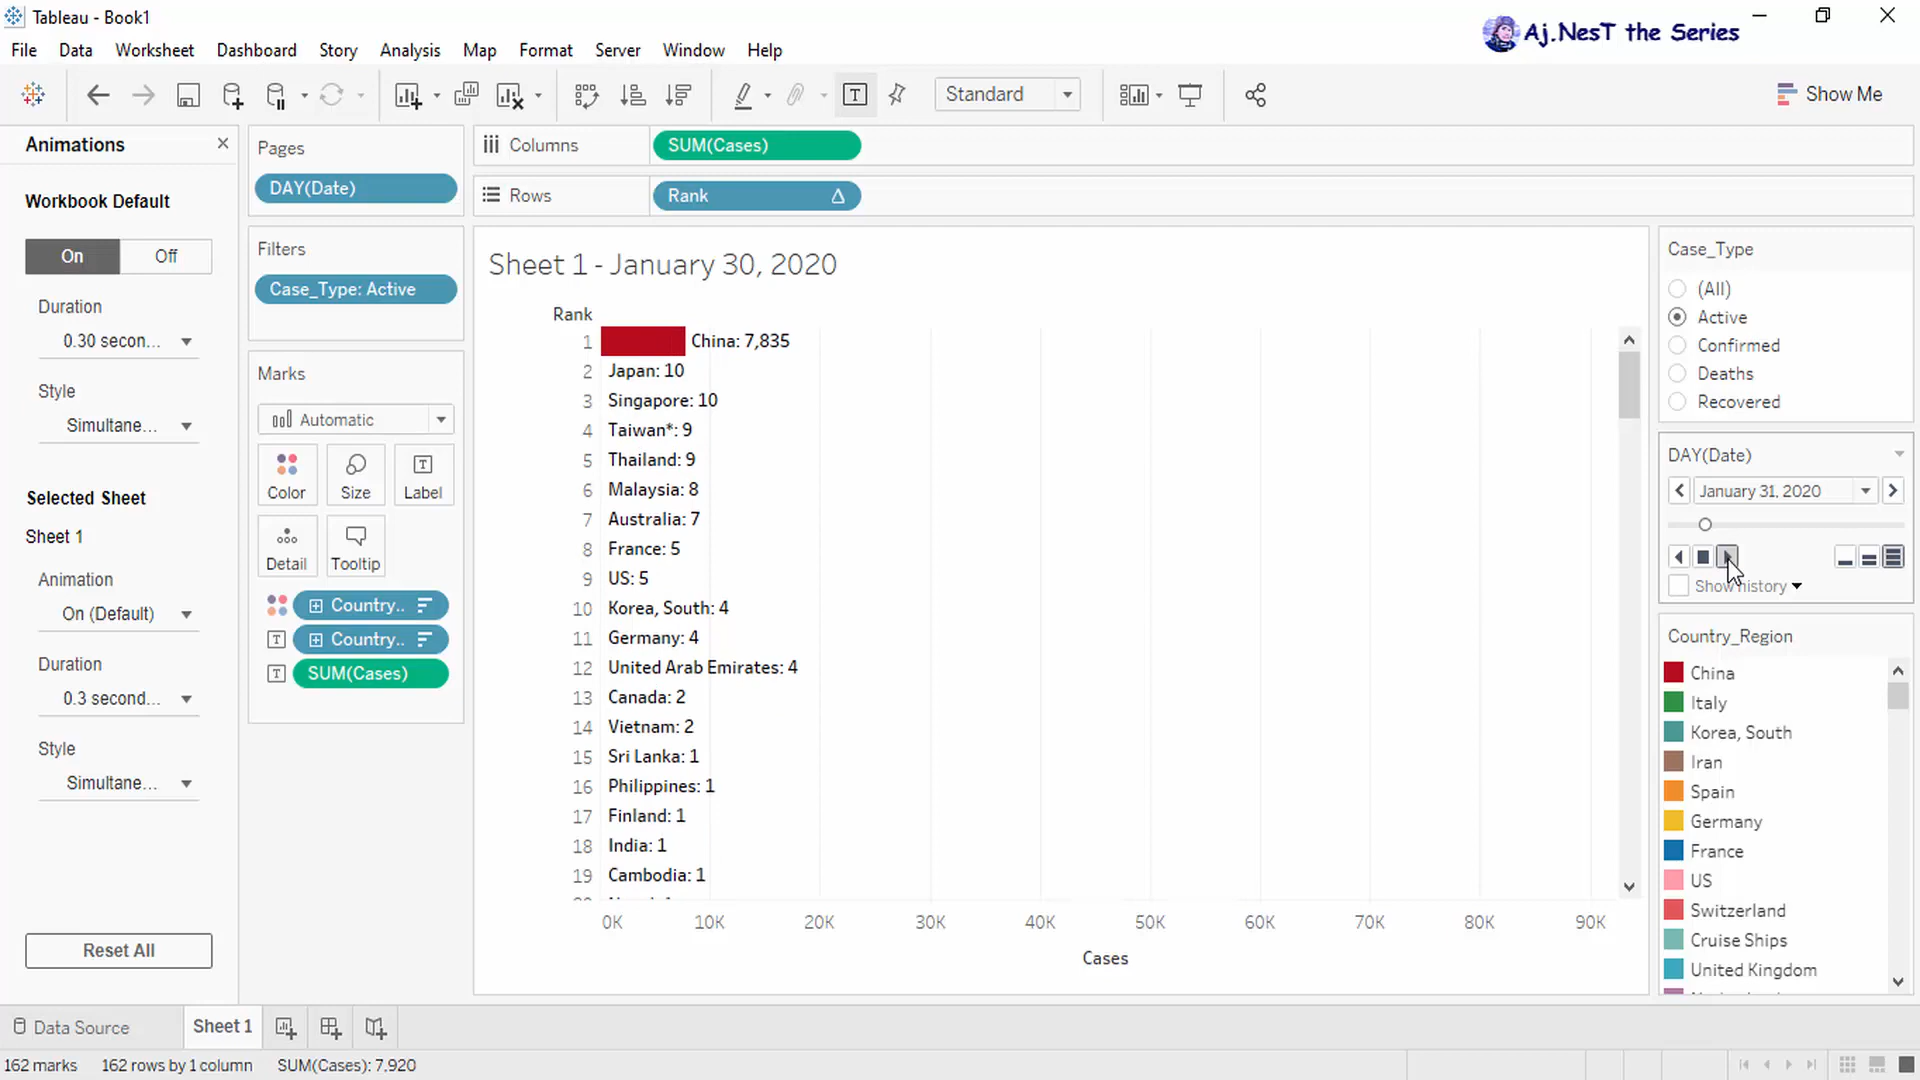 Tableau - Book1
Aj.NesT the Series
File Data Worksheet Dashboard Story Analysis Map Format Server Window Help
Standard
Show Me
Animations
Workbook Default
On Off
Duration
0.30 secon...
Style
Simultane...
Selected Sheet
Sheet 1
Animation
On (Default)
Duration
0.3 second...
Style
Simultane...
Reset All
Pages
DAY(Date)
Filters
Case_Type: Active
Marks
Automatic
Color Size Label
Detail Tooltip
Country..
Country..
SUM(Cases)
Columns SUM(Cases)
Rows Rank
Sheet 1 - January 30, 2020
Rank
1 China: 7,835
2 Japan: 10
3 Singapore: 10
4 Taiwan*: 9
5 Thailand: 9
6 Malaysia: 8
7 Australia: 7
8 France: 5
9 US: 5
10 Korea, South: 4
11 Germany: 4
12 United Arab Emirates: 4
13 Canada: 2
14 Vietnam: 2
15 Sri Lanka: 1
16 Philippines: 1
17 Finland: 1
18 India: 1
19 Cambodia: 1
0K 10K 20K 30K 40K 50K 60K 70K 80K 90K
Cases
Case_Type
(All)
Active
Confirmed
Deaths
Recovered
DAY(Date)
January 31, 2020
Show history
Country_Region
China
Italy
Korea, South
Iran
Spain
Germany
France
US
Switzerland
Cruise Ships
United Kingdom
Data Source Sheet 1
162 marks 162 rows by 1 column SUM(Cases): 7,920